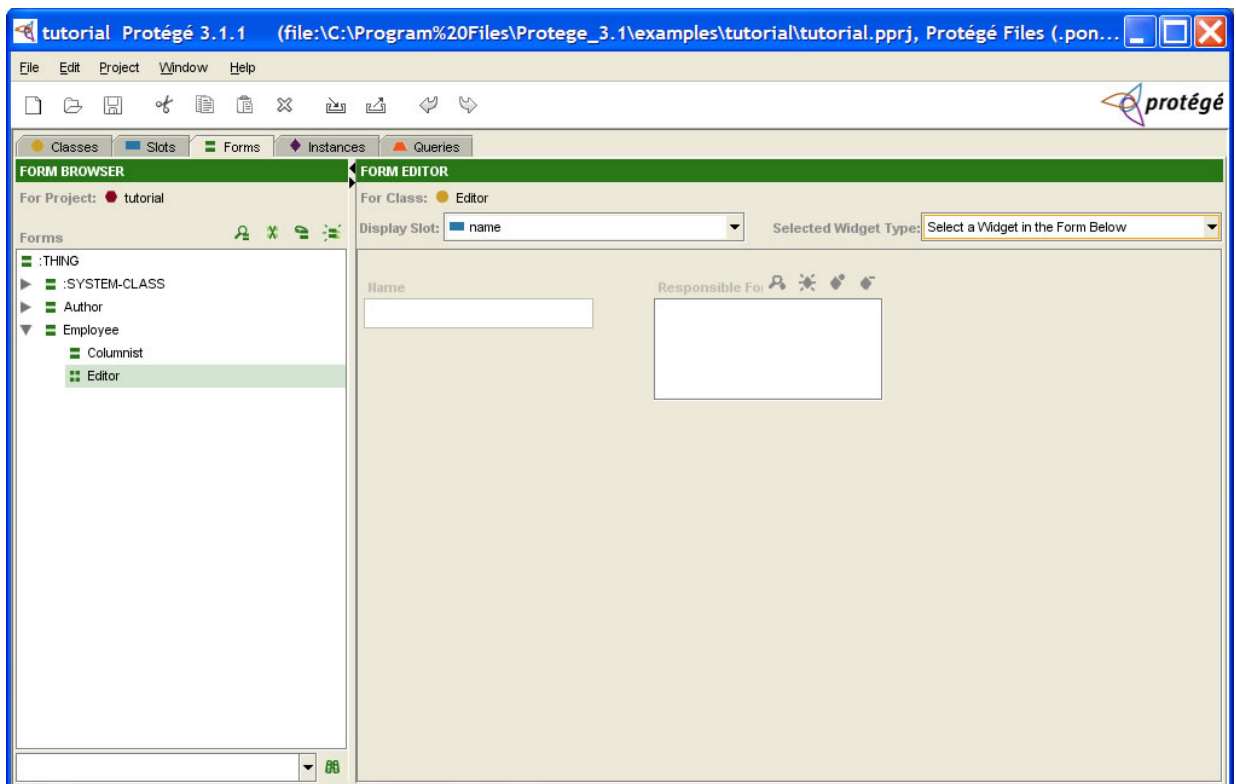 tutorial Protégé 3.1.1 (file:\C:\Program%20Files\Protege_3.1\examples\tutorial\tutorial.pprj, Protégé Files (.pon...
File Edit Project Window Help
protégé
Classes Slots Forms Instances Queries
FORM BROWSER
FORM EDITOR
For Project: tutorial
For Class: Editor
Forms
Display Slot: name
Selected Widget Type: Select a Widget in the Form Below
:THING
:SYSTEM-CLASS
Author
Employee
Columnist
Editor
Name
Responsible For